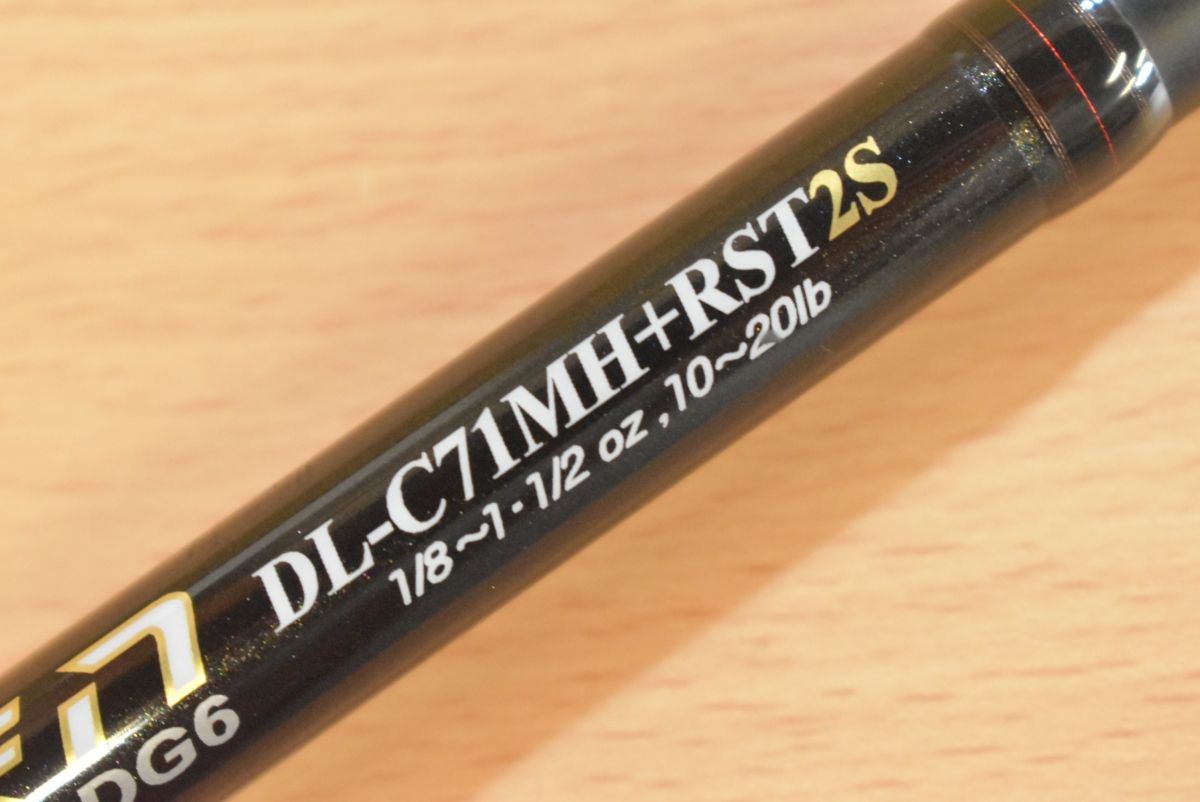 DL-C71MH+RST2S
1/8~1・1/2 oz , 10~20lb
DG6